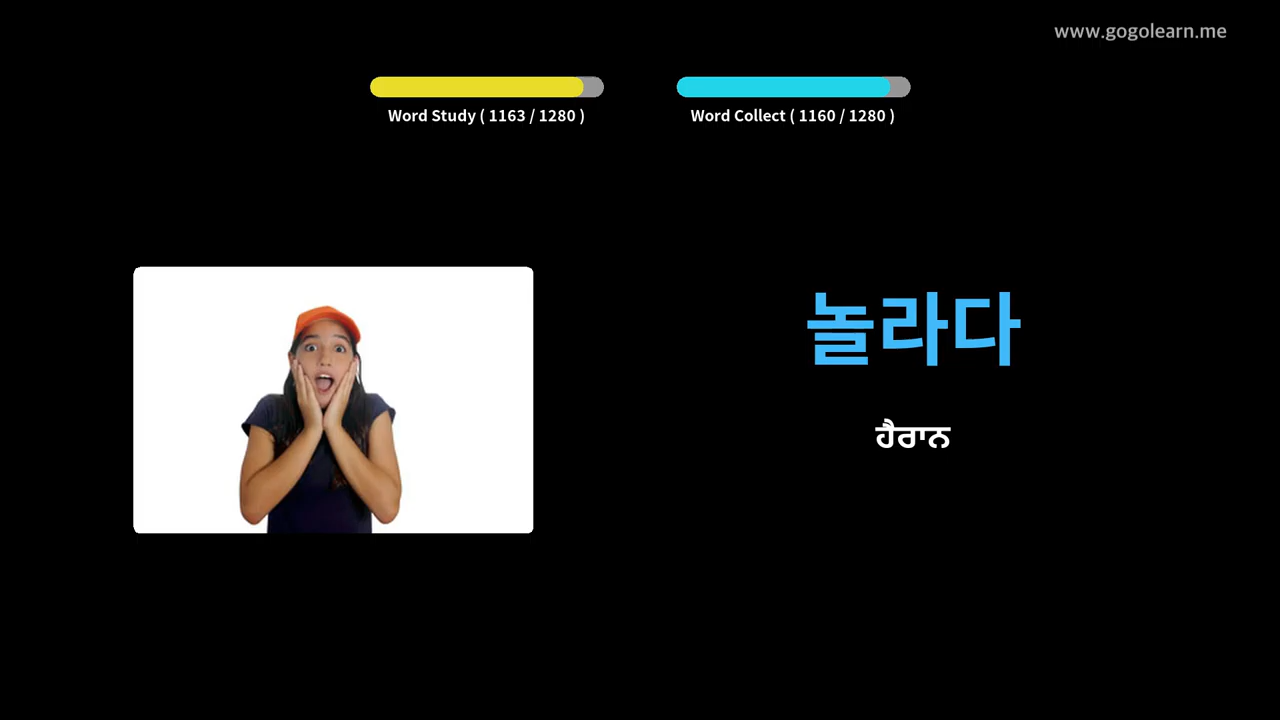 www.gogolearn.me
Word Study ( 1163 / 1280 )
Word Collect ( 1160 / 1280 )
놀라다
ਹੈਰਾਨ